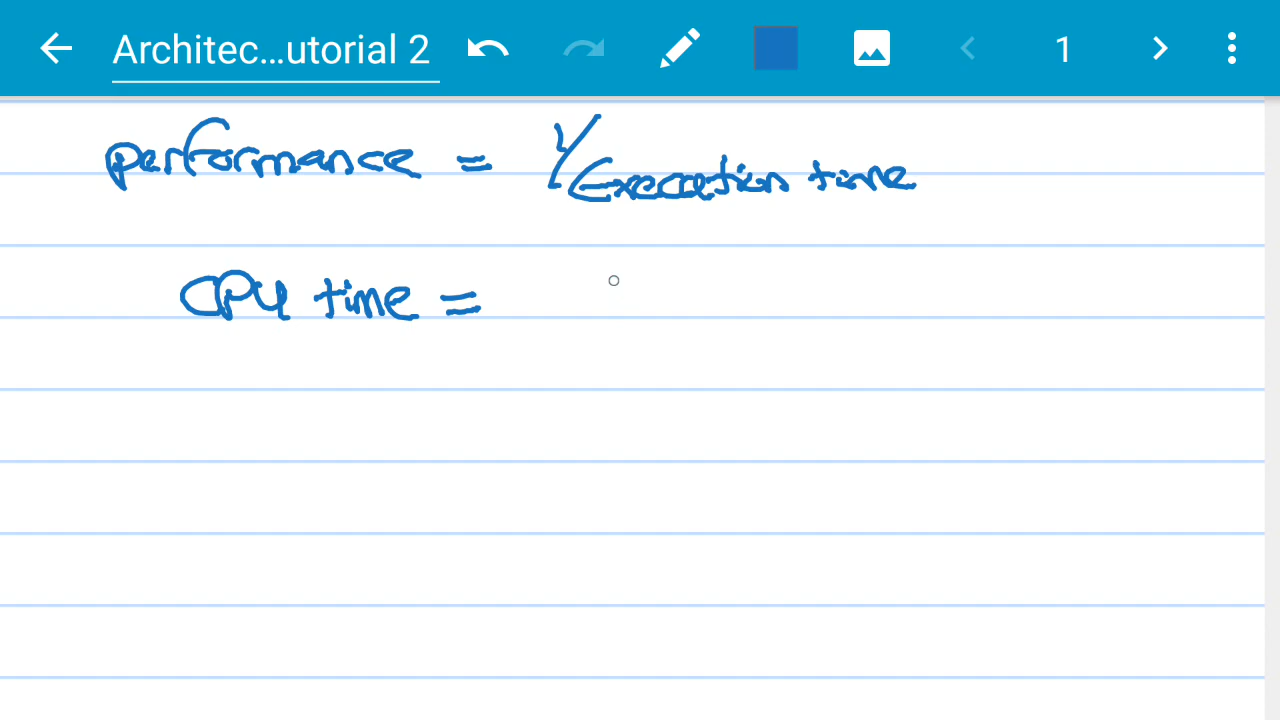 Architec...utorial 2
1
performance = 1/Execution time
CPU time =